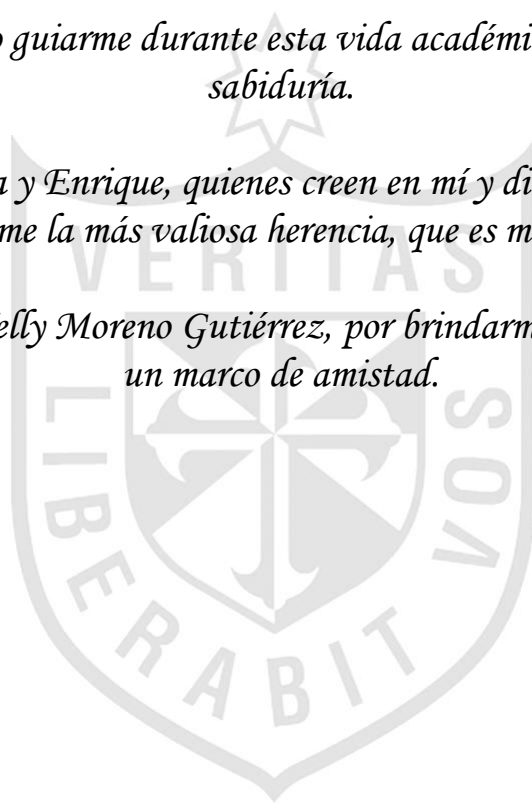 guiarme durante esta vida académi
sabiduría.
y Enrique, quienes creen en mí y di
me la más valiosa herencia, que es m
elly Moreno Gutiérrez, por brindarm
un marco de amistad.
VERITAS
LIBERABIT
VOS